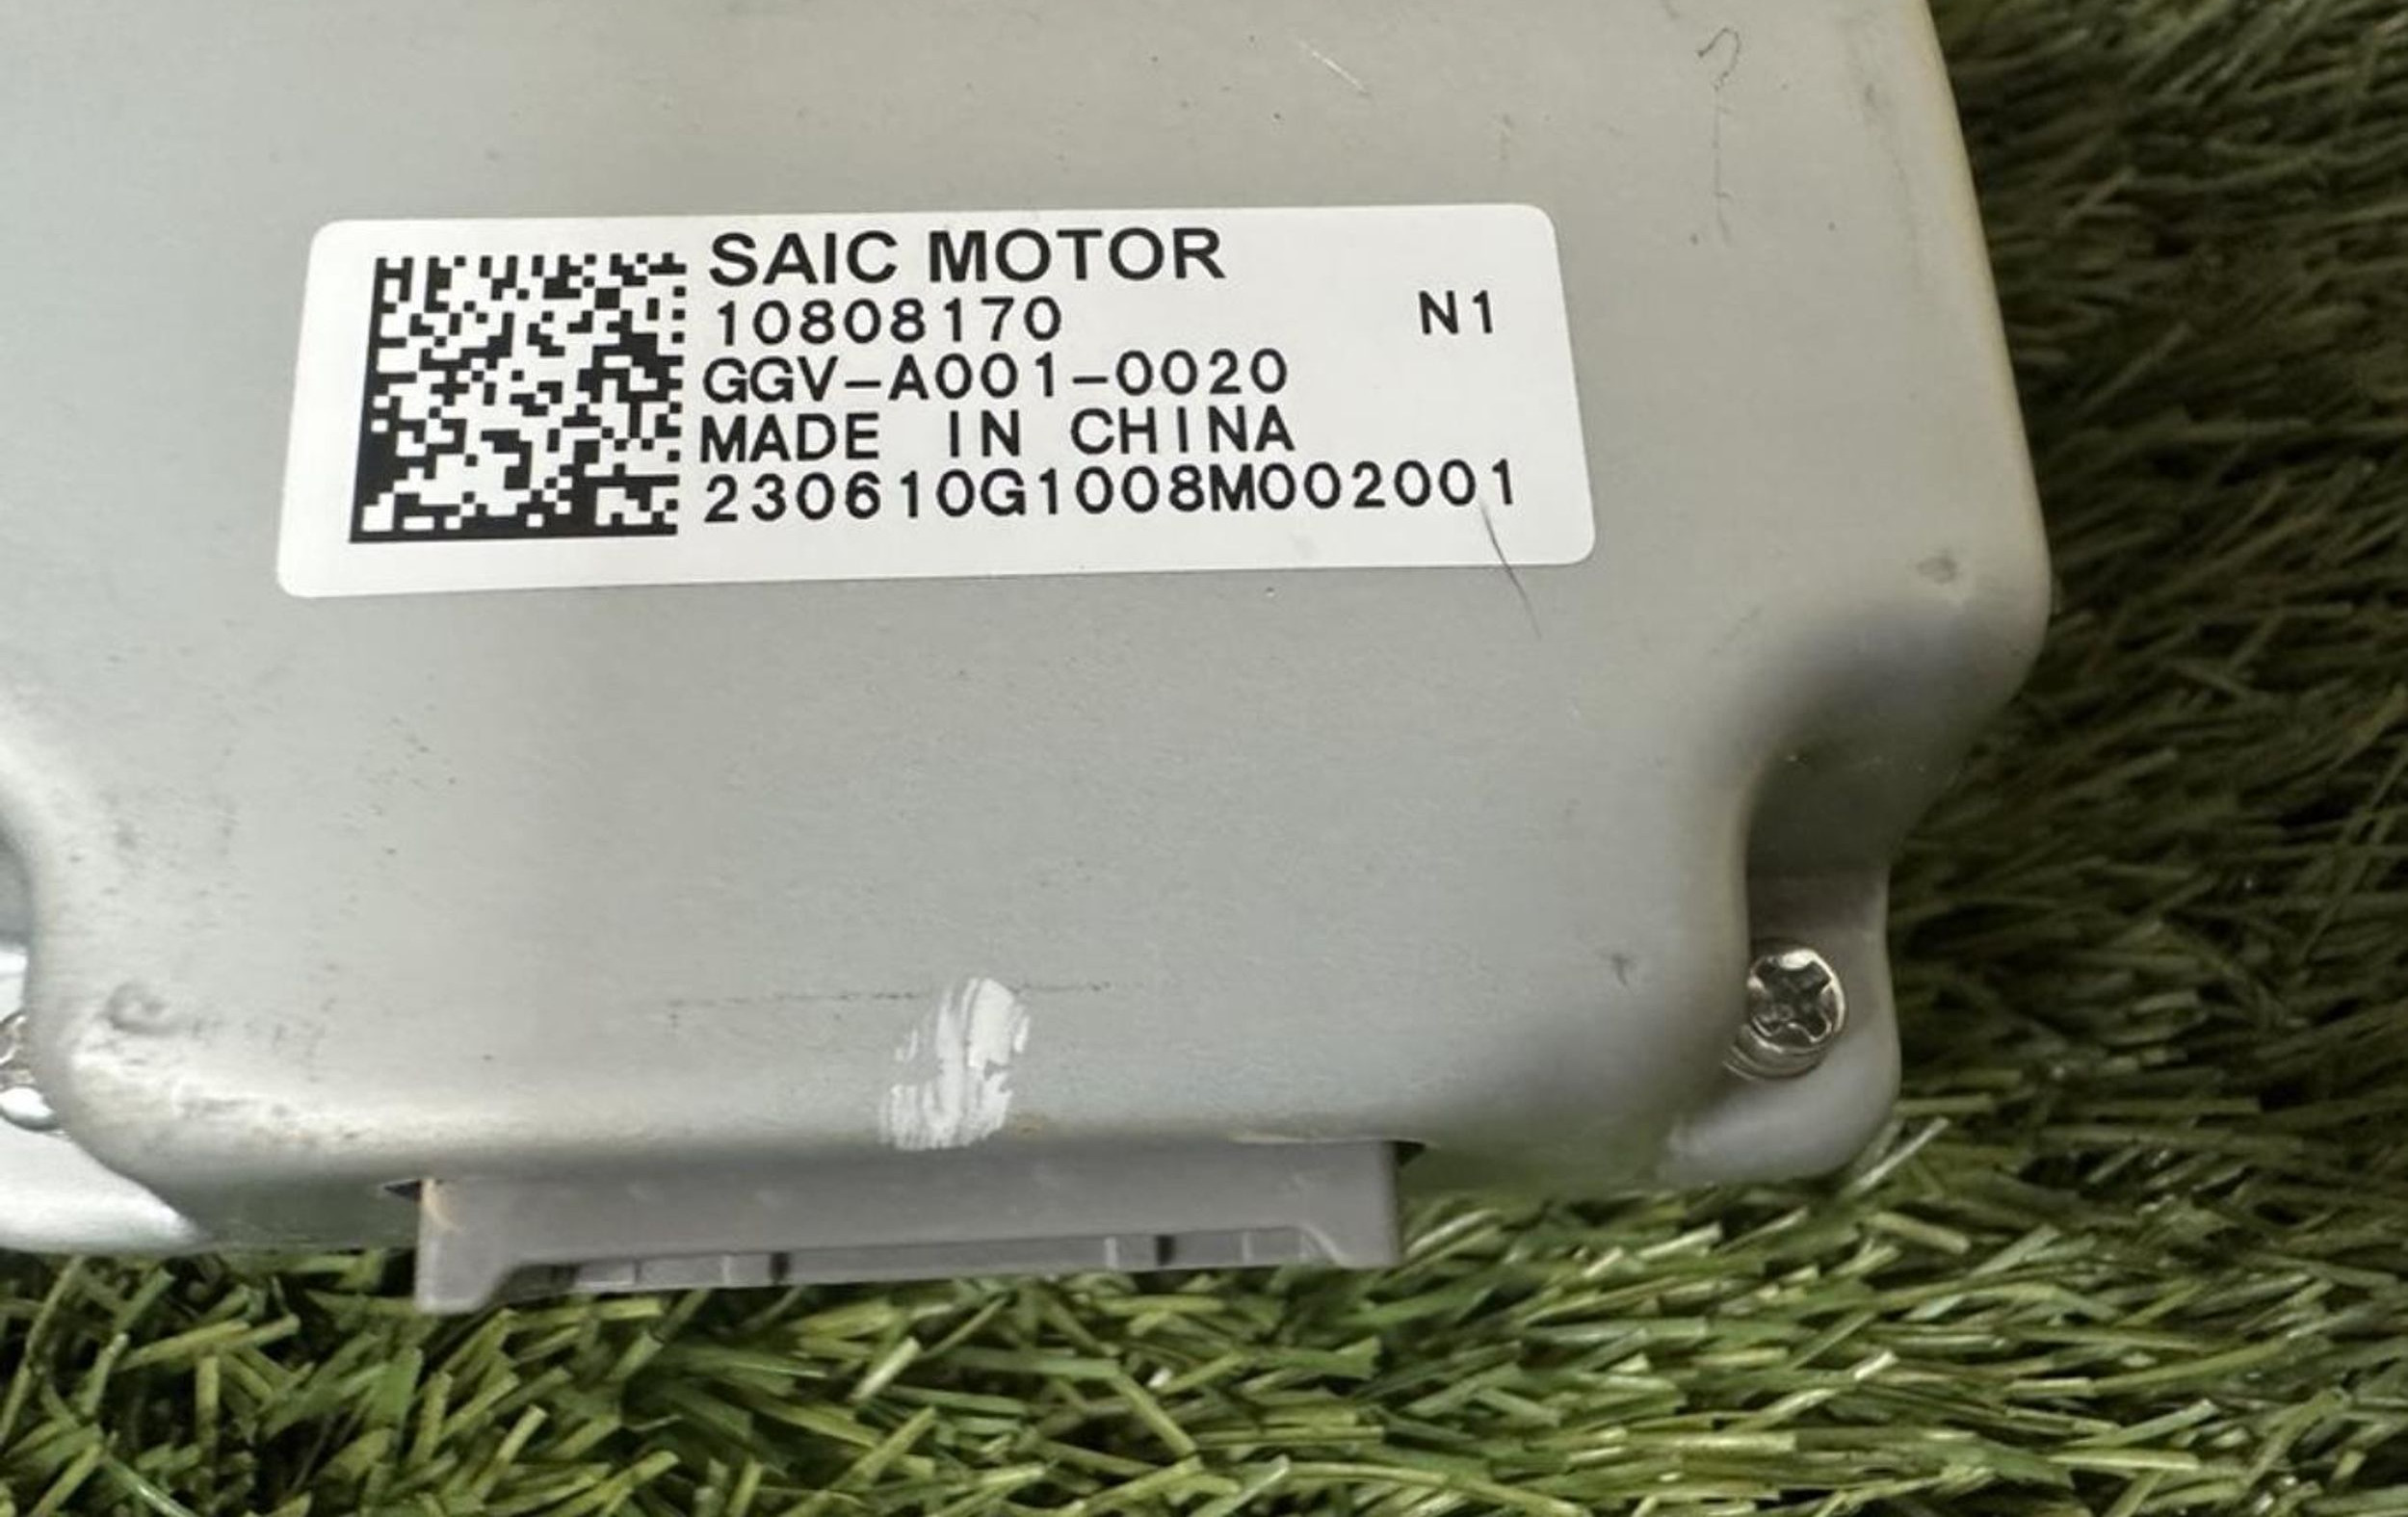 SAIC MOTOR
10808170 N1
GGV-A001-0020
MADE IN CHINA
230610G1008M002001